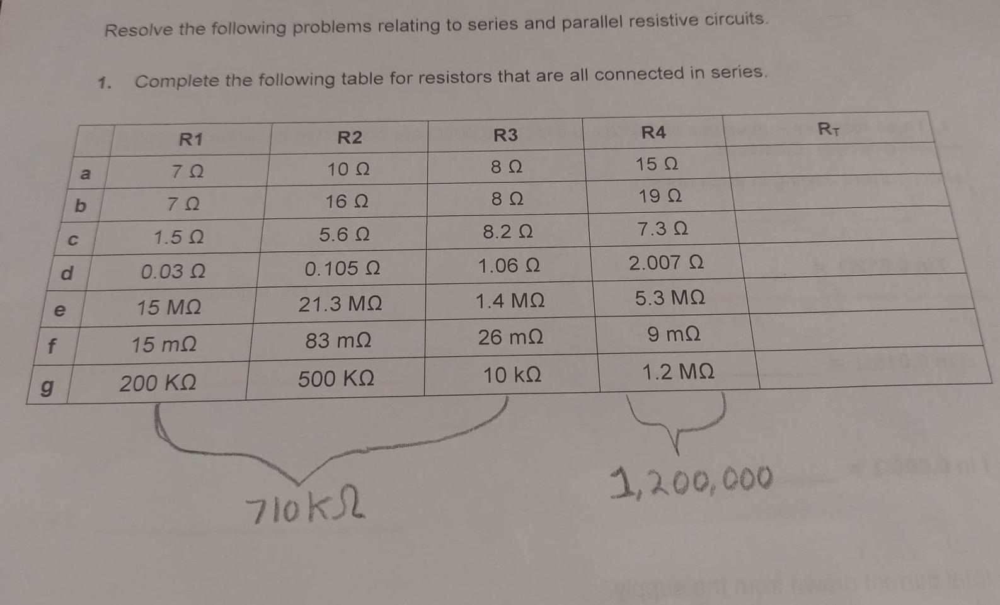 Resolve the following problems relating to series and parallel resistive circuits.
1. Complete the following table for resistors that are all connected in series.
R1 R2 R3 R4 RT
a 7 Ω 10 Ω 8 Ω 15 Ω
b 7 Ω 16 Ω 8 Ω 19 Ω
c 1.5 Ω 5.6 Ω 8.2 Ω 7.3 Ω
d 0.03 Ω 0.105 Ω 1.06 Ω 2.007 Ω
e 15 MΩ 21.3 MΩ 1.4 MΩ 5.3 MΩ
f 15 mΩ 83 mΩ 26 mΩ 9 mΩ
g 200 KΩ 500 KΩ 10 kΩ 1.2 MΩ
710KΩ 1,200,000